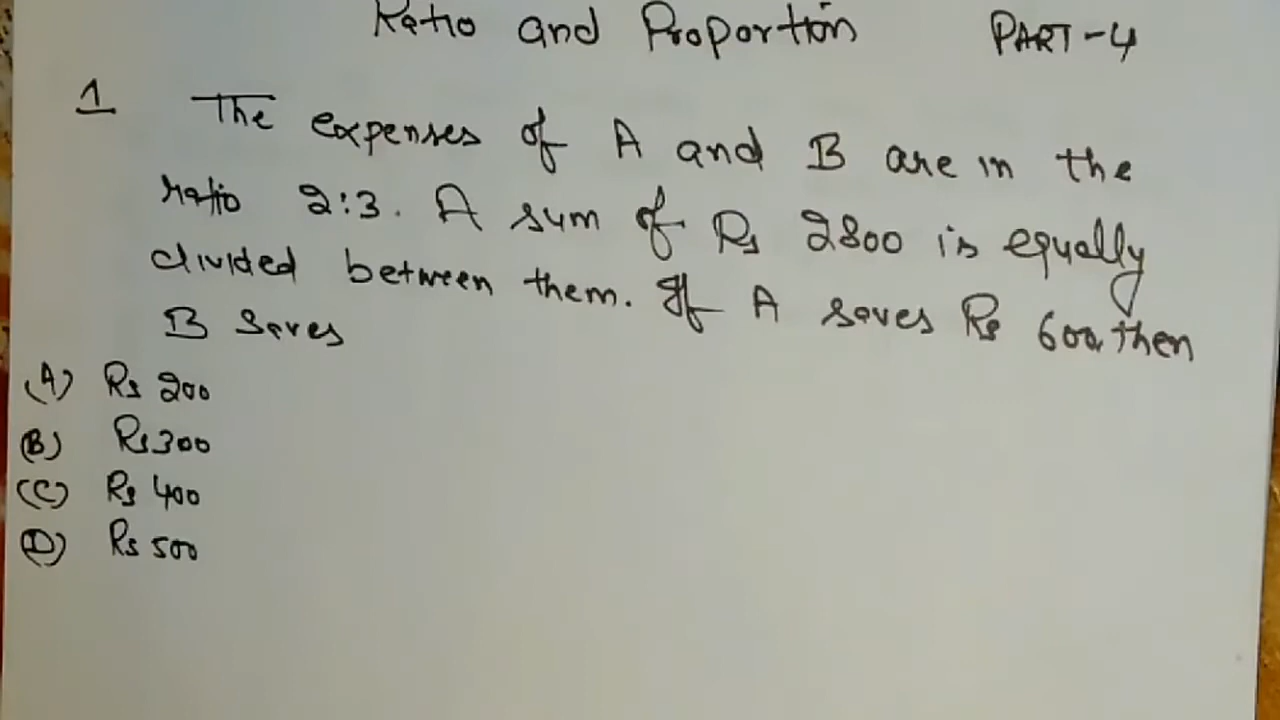 Ratio and Proportion PART-4
1 The expenses of A and B are in the
ratio 2:3. A sum of Rs 2800 is equally
divided between them. If A saves Rs 600, then
B Saves
(A) Rs 200
(B) Rs 300
(C) Rs 400
(D) Rs 500